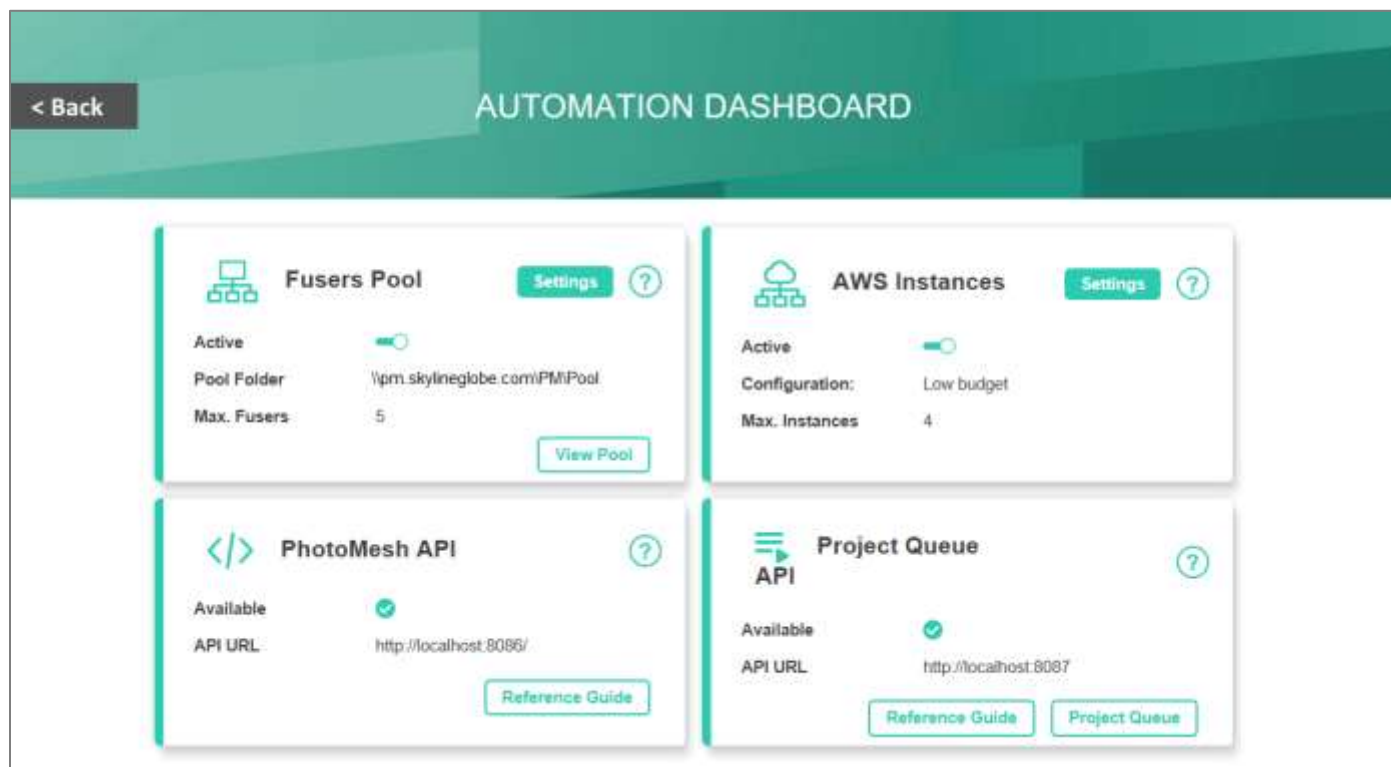 < Back
AUTOMATION DASHBOARD
Fusers Pool
Settings
?
Active
Pool Folder
\\pm.skylineglobe.com\PM\Pool
Max. Fusers
5
View Pool
AWS Instances
Settings
?
Active
Configuration:
Low budget
Max. Instances
4
</> PhotoMesh API
?
Available
API URL
http://localhost:8086/
Reference Guide
Project Queue
API
?
Available
API URL
http://localhost:8087
Reference Guide
Project Queue